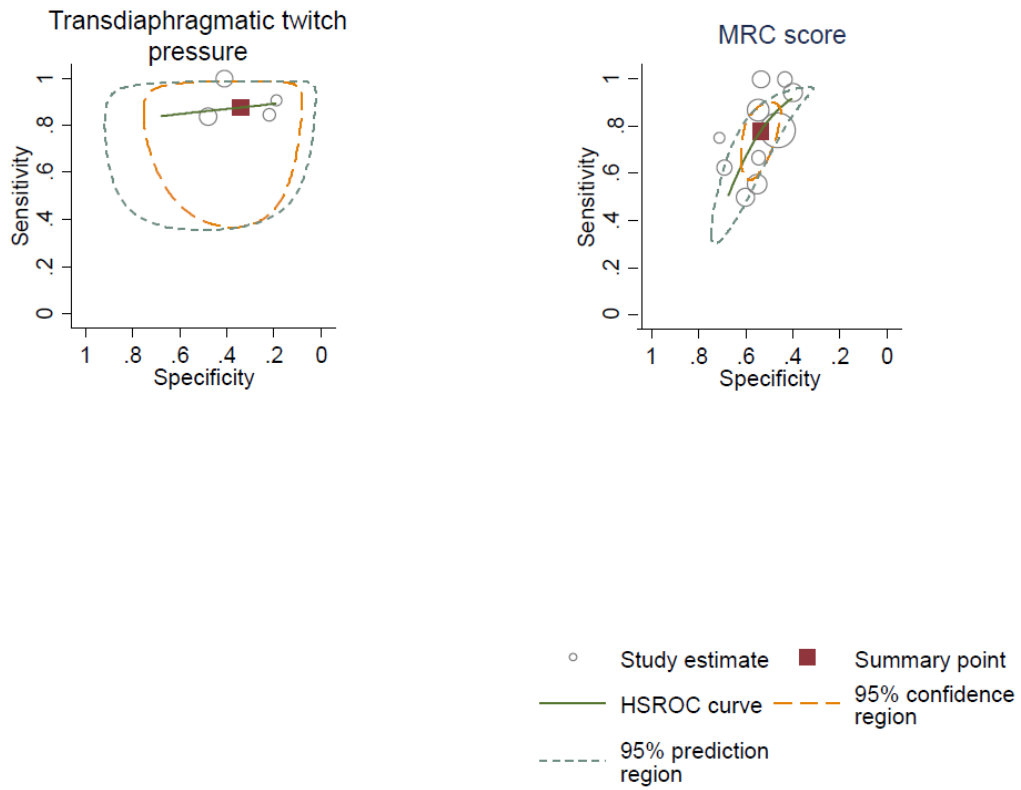 Transdiaphragmatic twitch
pressure
1
.8
.6
.4
.2
0
Sensitivity
1 .8 .6 .4 .2 0
Specificity
MRC score
1
.8
.6
.4
.2
0
Sensitivity
1 .8 .6 .4 .2 0
Specificity
Study estimate
Summary point
HSROC curve
95% confidence
region
95% prediction
region